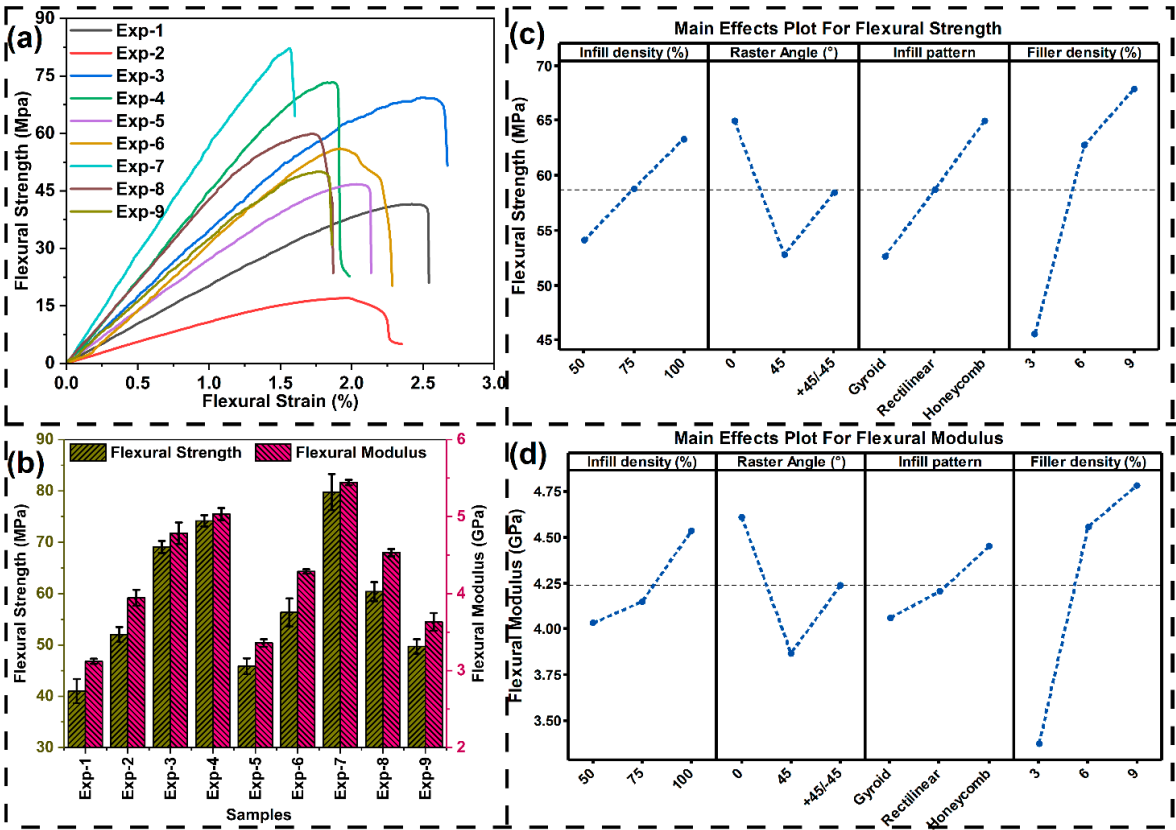 (a)
Exp-1
Exp-2
Exp-3
Exp-4
Exp-5
Exp-6
Exp-7
Exp-8
Exp-9
90
75
60
45
30
15
0
Flexural Strength (Mpa)
0.0 0.5 1.0 1.5 2.0 2.5 3.0
Flexural Strain (%)
(c)
Main Effects Plot For Flexural Strength
Infill density (%) Raster Angle (°) Infill pattern Filler density (%)
70
65
60
55
50
45
Flexural Strength (MPa)
50 75 100 0 45 +45/-45 Gyroid Rectilinear Honeycomb 3 6 9
(b)
Flexural Strength Flexural Modulus
90
80
70
60
50
40
30
Flexural Strength (MPa)
6
5
4
3
2
Flexural Modulus (GPa)
Exp-1 Exp-2 Exp-3 Exp-4 Exp-5 Exp-6 Exp-7 Exp-8 Exp-9
Samples
(d)
Main Effects Plot For Flexural Modulus
Infill density (%) Raster Angle (°) Infill pattern Filler density (%)
4.75
4.50
4.25
4.00
3.75
3.50
Flexural Modulus (GPa)
50 75 100 0 45 +45/-45 Gyroid Rectilinear Honeycomb 3 6 9